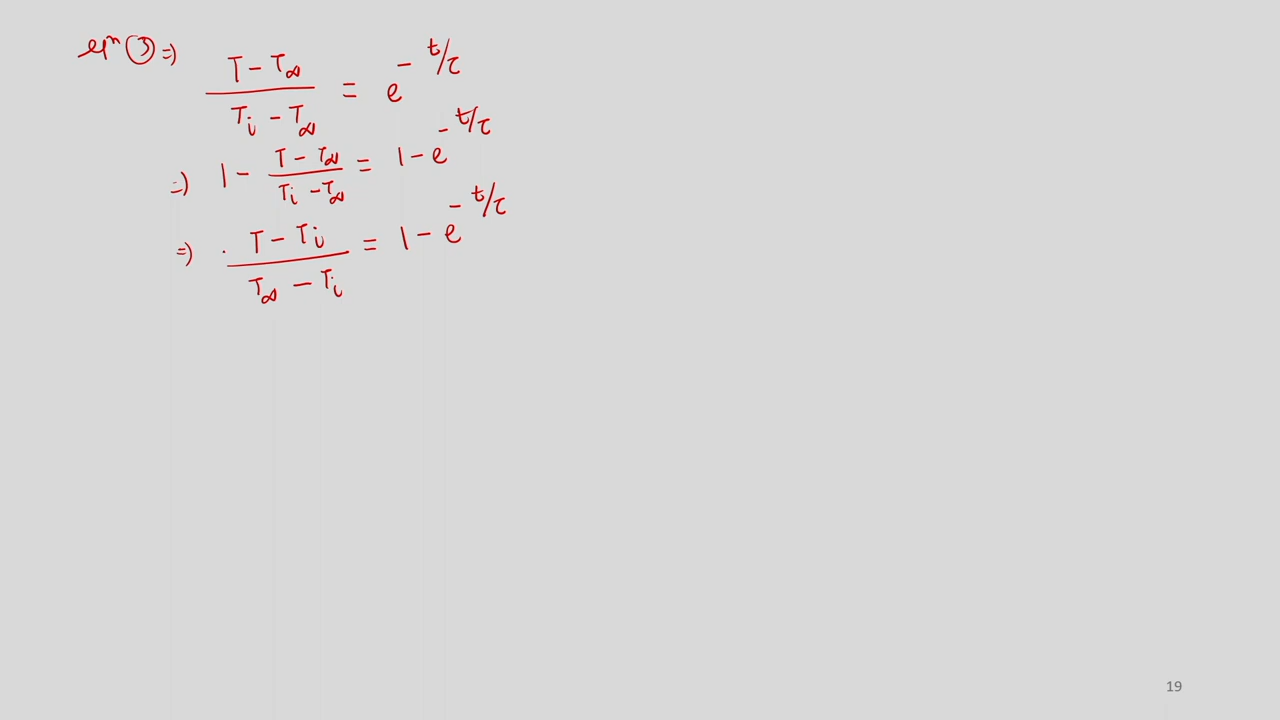 eqⁿ (3) ⇒ (T − T∞)/(Tᵢ − T∞) = e^(−t/τ)
⇒ 1 − (T − T∞)/(Tᵢ − T∞) = 1 − e^(−t/τ)
⇒ (T − Tᵢ)/(T∞ − Tᵢ) = 1 − e^(−t/τ)
19